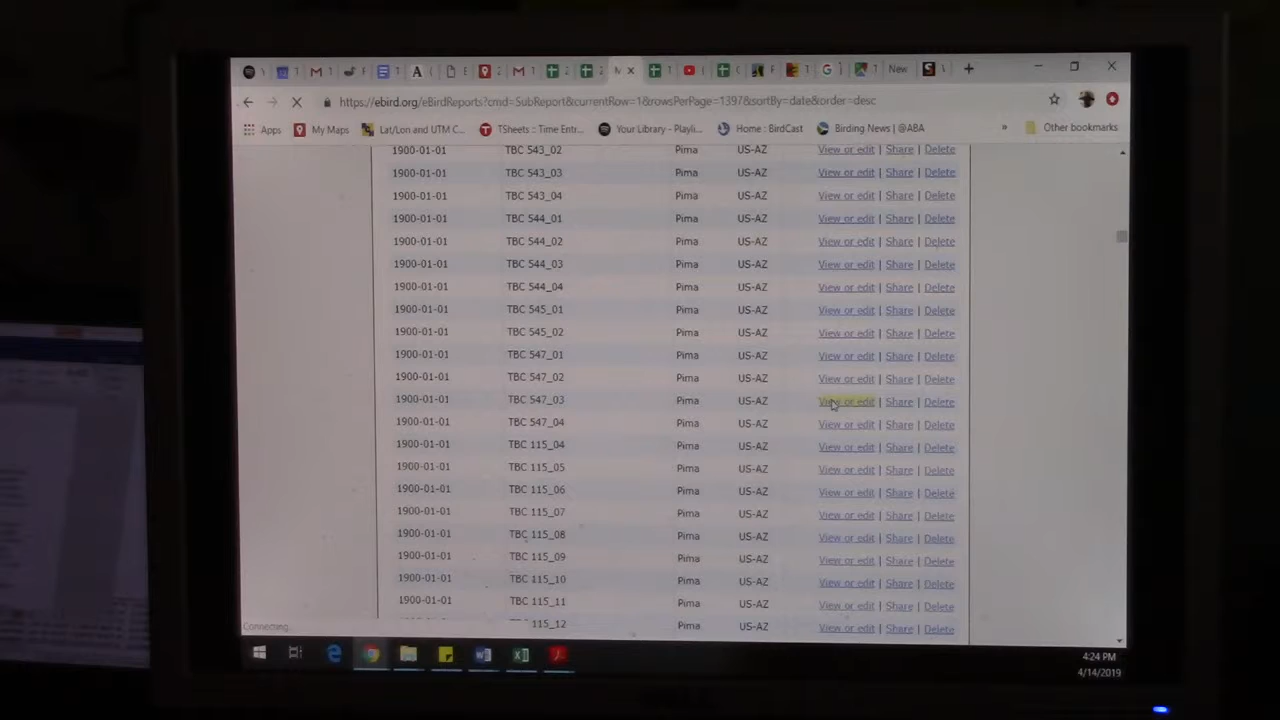 New
https://ebird.org/eBirdReports?cmd=SubReport&currentRow=1&rowsPerPage=1397&sortBy=date&order=desc
Apps My Maps Lat/Lon and UTM C... TSheets :: Time Entr... Your Library - Playli... Home : BirdCast Birding News | @ABA » Other bookmarks
1900-01-01 TBC 543_02 Pima US-AZ View or edit | Share | Delete
1900-01-01 TBC 543_03 Pima US-AZ View or edit | Share | Delete
1900-01-01 TBC 543_04 Pima US-AZ View or edit | Share | Delete
1900-01-01 TBC 544_01 Pima US-AZ View or edit | Share | Delete
1900-01-01 TBC 544_02 Pima US-AZ View or edit | Share | Delete
1900-01-01 TBC 544_03 Pima US-AZ View or edit | Share | Delete
1900-01-01 TBC 544_04 Pima US-AZ View or edit | Share | Delete
1900-01-01 TBC 545_01 Pima US-AZ View or edit | Share | Delete
1900-01-01 TBC 545_02 Pima US-AZ View or edit | Share | Delete
1900-01-01 TBC 547_01 Pima US-AZ View or edit | Share | Delete
1900-01-01 TBC 547_02 Pima US-AZ View or edit | Share | Delete
1900-01-01 TBC 547_03 Pima US-AZ View or edit | Share | Delete
1900-01-01 TBC 547_04 Pima US-AZ View or edit | Share | Delete
1900-01-01 TBC 115_04 Pima US-AZ View or edit | Share | Delete
1900-01-01 TBC 115_05 Pima US-AZ View or edit | Share | Delete
1900-01-01 TBC 115_06 Pima US-AZ View or edit | Share | Delete
1900-01-01 TBC 115_07 Pima US-AZ View or edit | Share | Delete
1900-01-01 TBC 115_08 Pima US-AZ View or edit | Share | Delete
1900-01-01 TBC 115_09 Pima US-AZ View or edit | Share | Delete
1900-01-01 TBC 115_10 Pima US-AZ View or edit | Share | Delete
1900-01-01 TBC 115_11 Pima US-AZ View or edit | Share | Delete
115_12 Pima US-AZ View or edit | Share | Delete
Connecting...
4:24 PM
4/14/2019